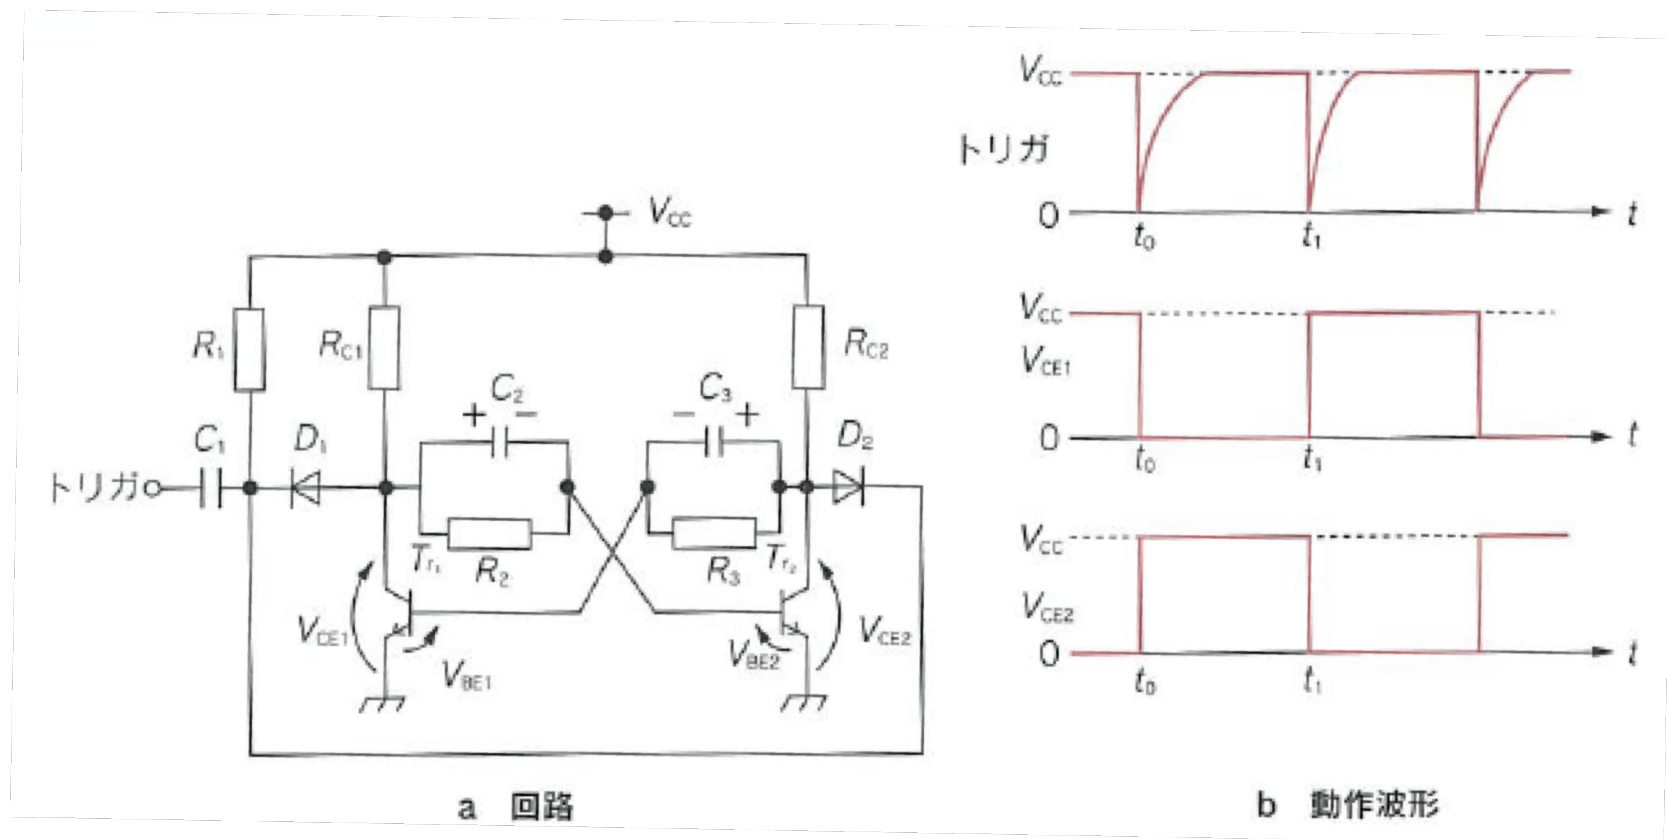 VCC
R1
RC1
RC2
C1
D1
C2
+ −
C3
− +
D2
トリガ
Tr1
R2
R3
Tr2
VCE1
VBE1
VBE2
VCE2
a 回路
VCC
トリガ
0
t0
t1
t
VCC
VCE1
0
t0
t1
t
VCC
VCE2
0
t0
t1
t
b 動作波形